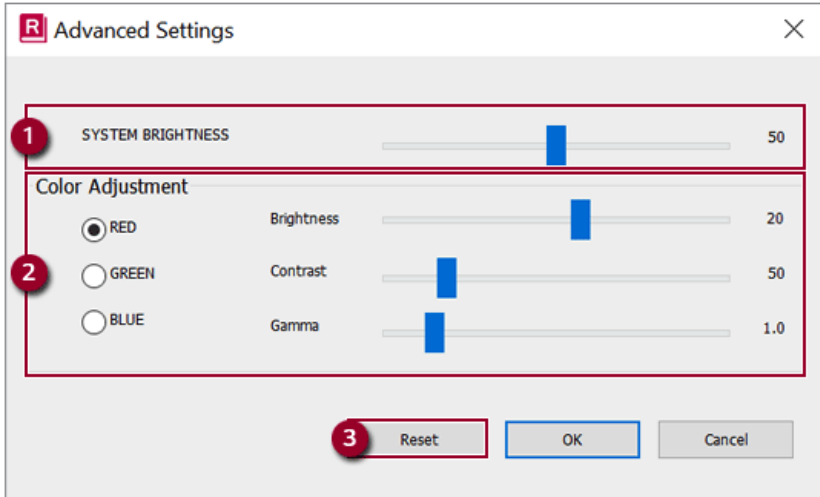 R Advanced Settings
1 SYSTEM BRIGHTNESS 50
Color Adjustment
RED Brightness 20
2 GREEN Contrast 50
BLUE Gamma 1.0
3 Reset OK Cancel